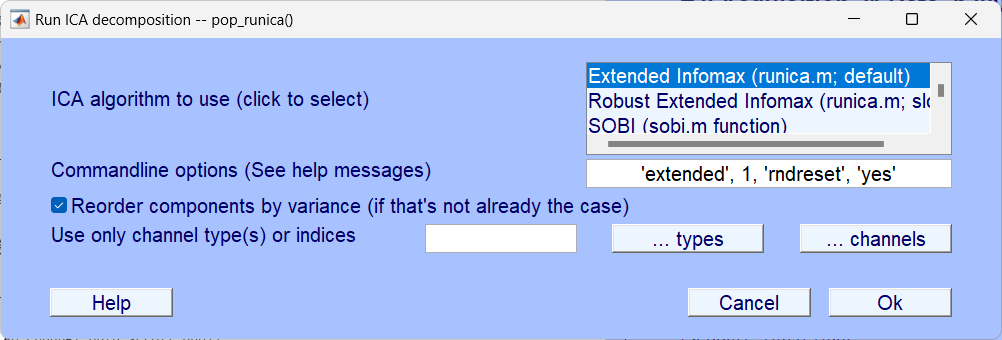 Run ICA decomposition -- pop_runica()
ICA algorithm to use (click to select)
Extended Infomax (runica.m; default)
Robust Extended Infomax (runica.m; slo
SOBI (sobi.m function)
Commandline options (See help messages)
'extended', 1, 'rndreset', 'yes'
Reorder components by variance (if that's not already the case)
Use only channel type(s) or indices
... types
... channels
Help
Cancel
Ok